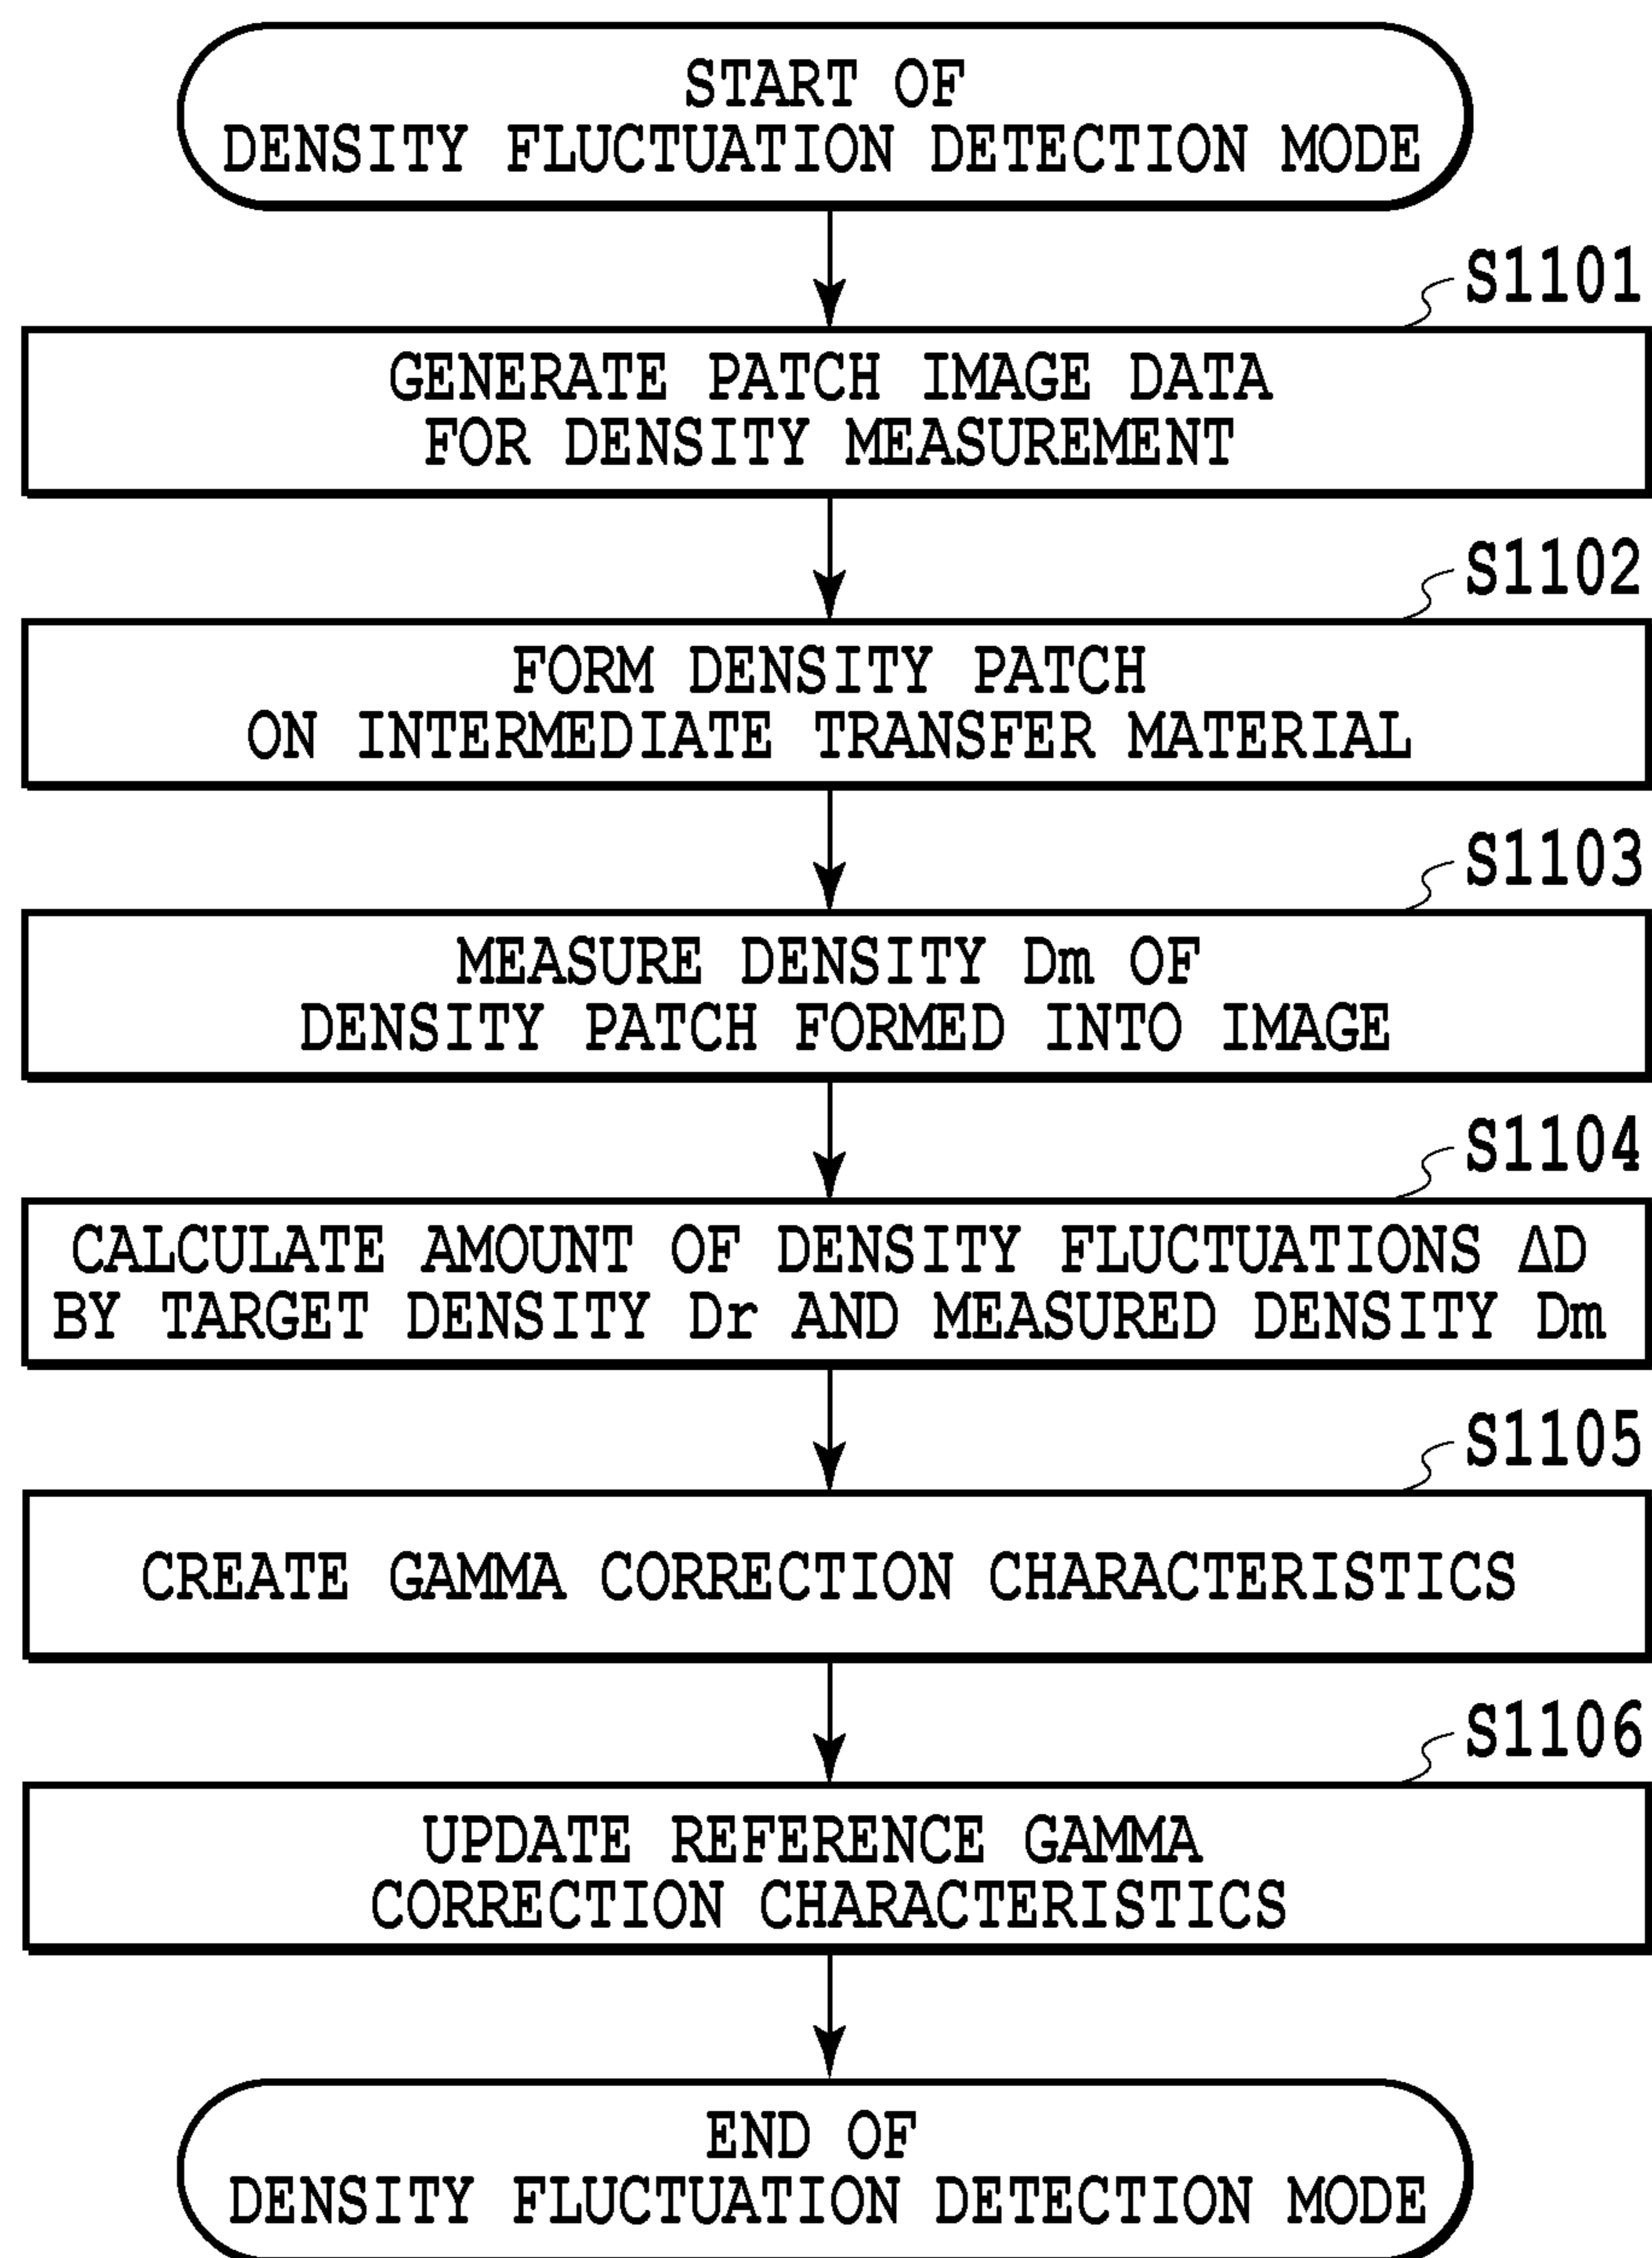 START OF
DENSITY FLUCTUATION DETECTION MODE
S1101
GENERATE PATCH IMAGE DATA
FOR DENSITY MEASUREMENT
S1102
FORM DENSITY PATCH
ON INTERMEDIATE TRANSFER MATERIAL
S1103
MEASURE DENSITY Dm OF
DENSITY PATCH FORMED INTO IMAGE
S1104
CALCULATE AMOUNT OF DENSITY FLUCTUATIONS ΔD
BY TARGET DENSITY Dr AND MEASURED DENSITY Dm
S1105
CREATE GAMMA CORRECTION CHARACTERISTICS
S1106
UPDATE REFERENCE GAMMA
CORRECTION CHARACTERISTICS
END OF
DENSITY FLUCTUATION DETECTION MODE